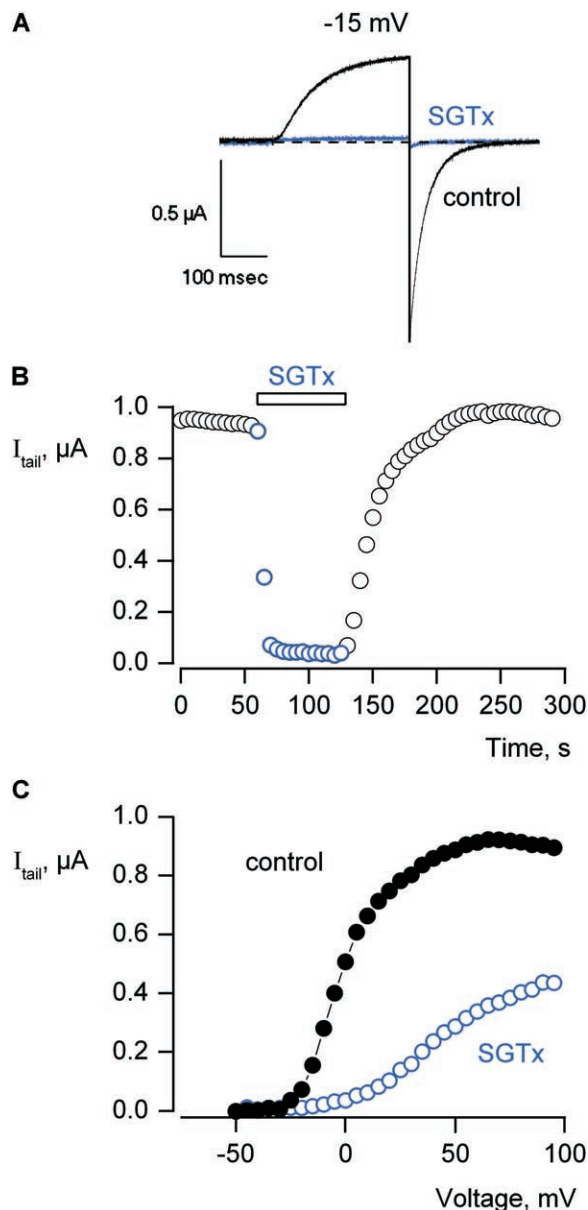 A
-15 mV
SGTx
control
0.5 µA
100 msec
B
SGTx
I_tail, µA
1.0
0.8
0.6
0.4
0.2
0.0
0 50 100 150 200 250 300
Time, s
C
I_tail, µA
control
SGTx
1.0
0.8
0.6
0.4
0.2
0.0
-50 0 50 100
Voltage, mV